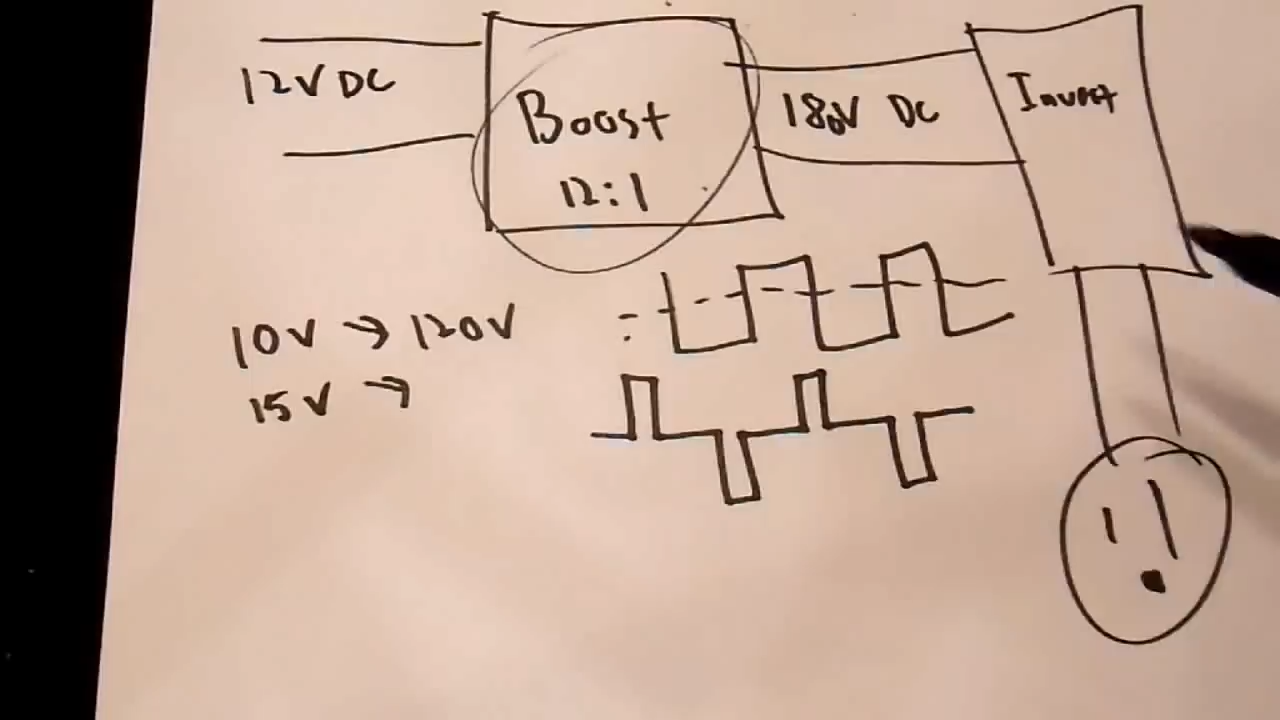 12V DC
Boost
12:1
180V DC
Invert
10V → 120V
15V →